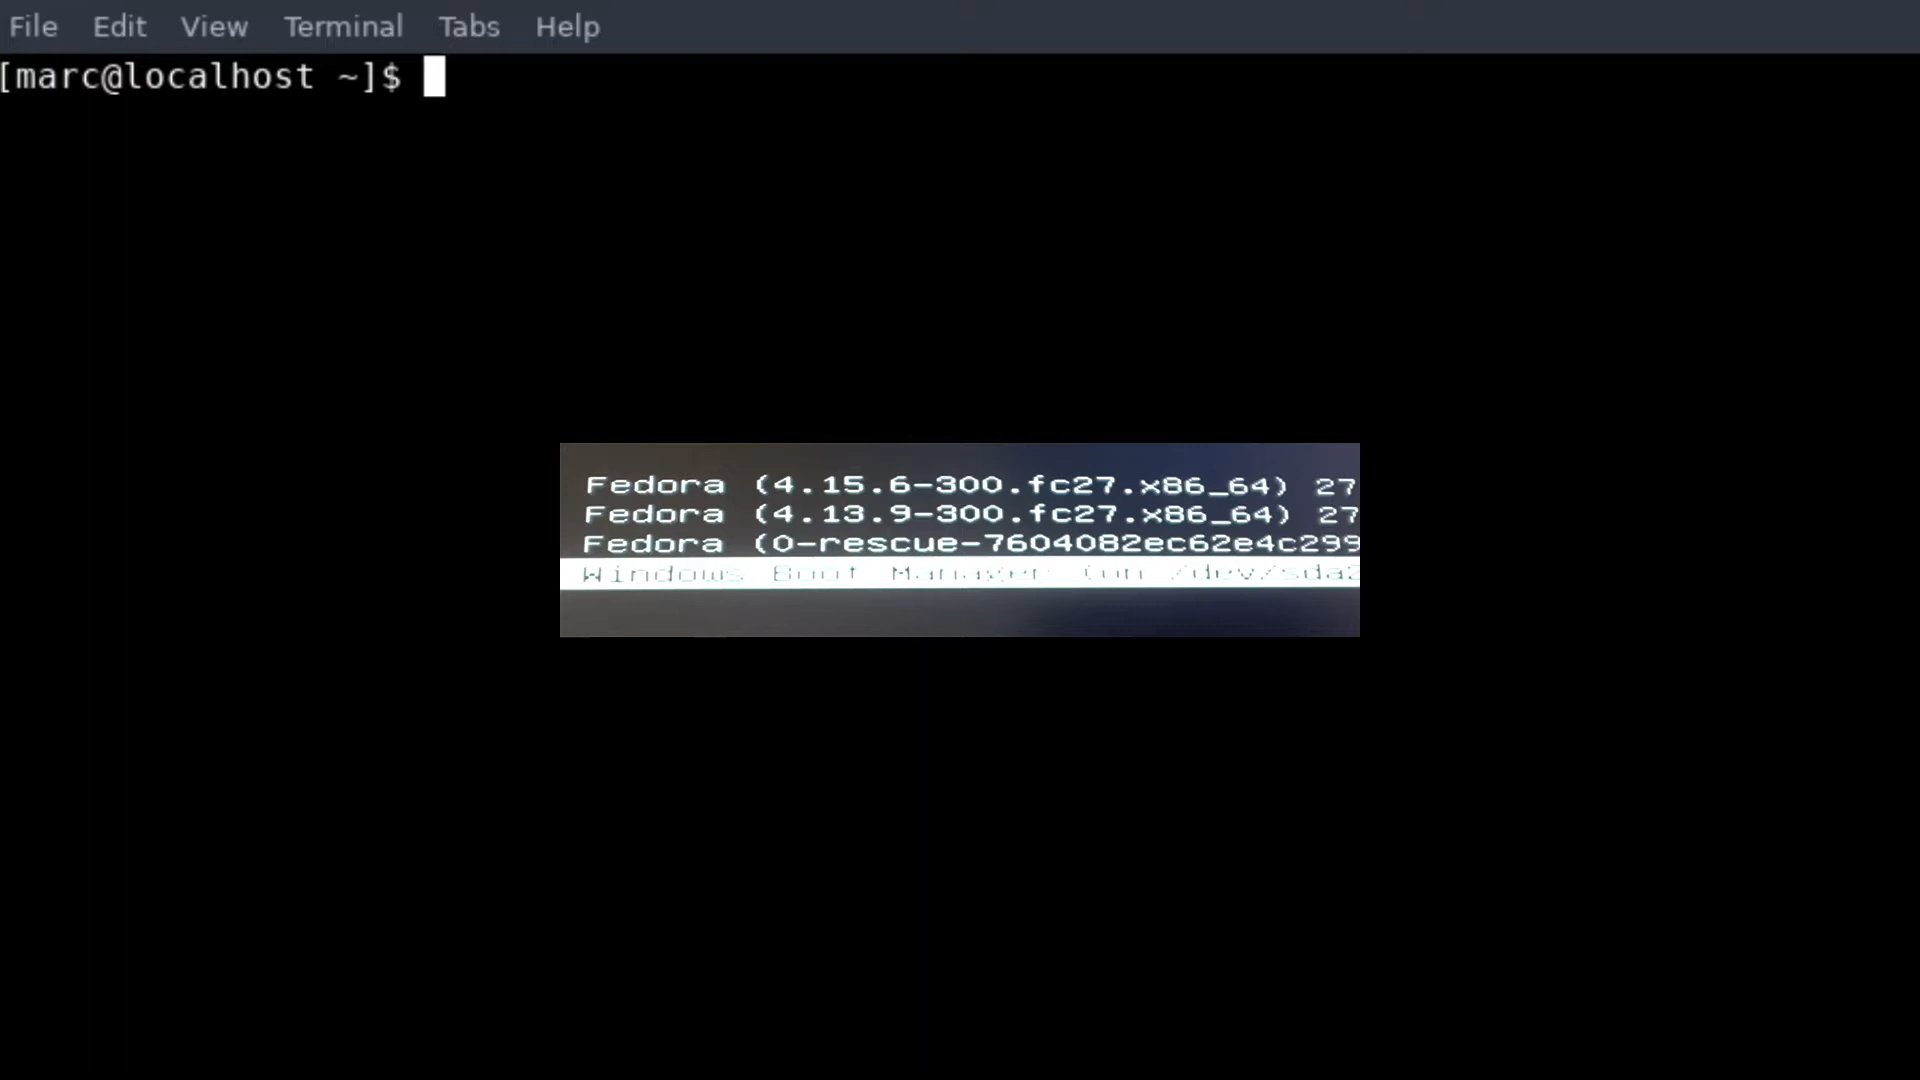 File Edit View Terminal Tabs Help
[marc@localhost ~]$
Fedora (4.15.6-300.fc27.x86_64) 27
Fedora (4.13.9-300.fc27.x86_64) 27
Fedora (0-rescue-7604082ec62e4c299
Windows Boot Manager (on /dev/sda2